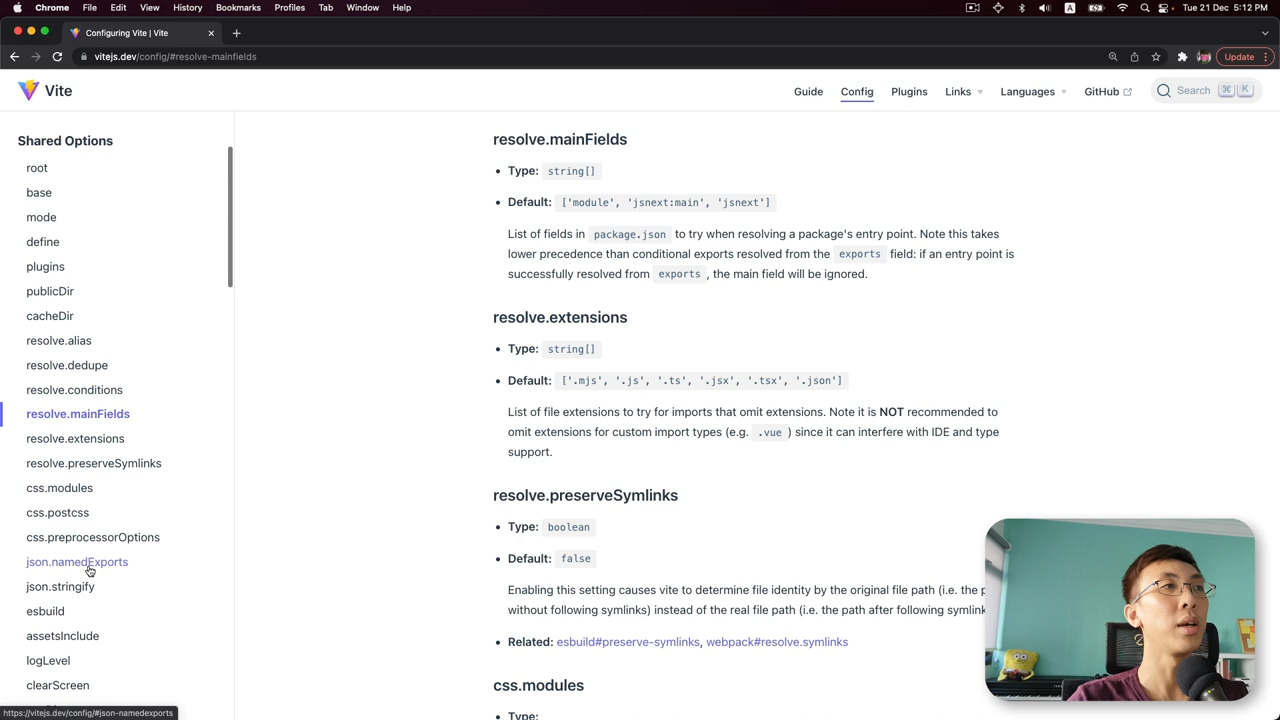 Chrome File Edit View History Bookmarks Profiles Tab Window Help
A
Tue 21 Dec 5:12 PM
Configuring Vite | Vite
vitejs.dev/config/#resolve-mainfields
Update
Vite
Guide Config Plugins Links Languages GitHub Search ⌘ K
Shared Options
root
base
mode
define
plugins
publicDir
cacheDir
resolve.alias
resolve.dedupe
resolve.conditions
resolve.mainFields
resolve.extensions
resolve.preserveSymlinks
css.modules
css.postcss
css.preprocessorOptions
json.namedExports
json.stringify
esbuild
assetsInclude
logLevel
clearScreen
https://vitejs.dev/config/#json-namedexports
resolve.mainFields
• Type: string[]
• Default: ['module', 'jsnext:main', 'jsnext']
List of fields in package.json to try when resolving a package's entry point. Note this takes
lower precedence than conditional exports resolved from the exports field: if an entry point is
successfully resolved from exports, the main field will be ignored.
resolve.extensions
• Type: string[]
• Default: ['.mjs', '.js', '.ts', '.jsx', '.tsx', '.json']
List of file extensions to try for imports that omit extensions. Note it is NOT recommended to
omit extensions for custom import types (e.g. .vue ) since it can interfere with IDE and type
support.
resolve.preserveSymlinks
• Type: boolean
• Default: false
Enabling this setting causes vite to determine file identity by the original file path (i.e. the
without following symlinks) instead of the real file path (i.e. the path after following
• Related: esbuild#preserve-symlinks, webpack#resolve.symlinks
css.modules
• Type: